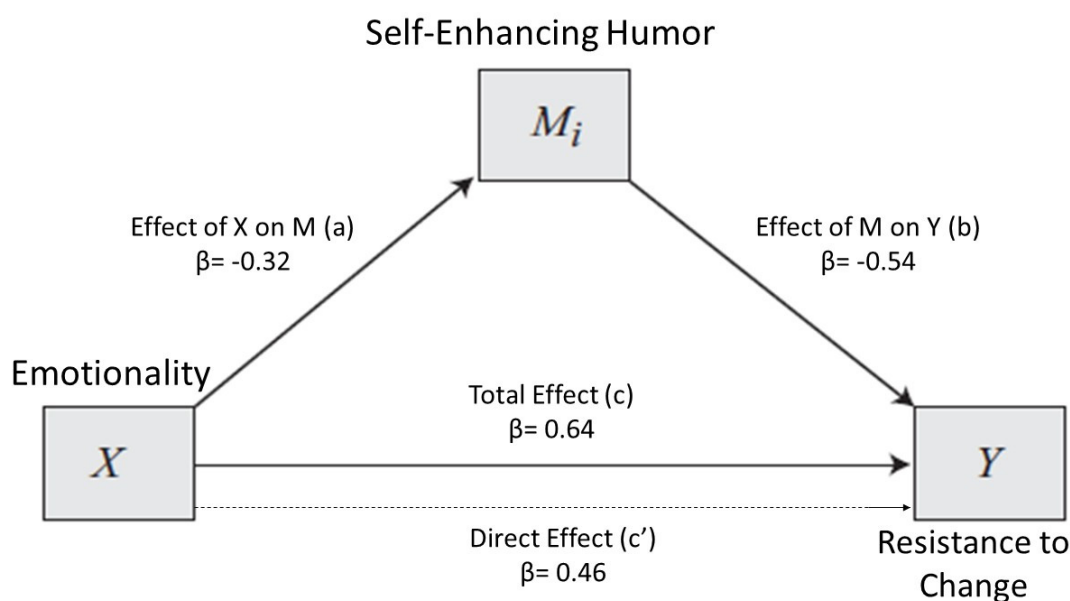 Self-Enhancing Humor
Mi
Effect of X on M (a)
β= -0.32
Effect of M on Y (b)
β= -0.54
Emotionality
X
Total Effect (c)
β= 0.64
Y
Direct Effect (c’)
β= 0.46
Resistance to
Change